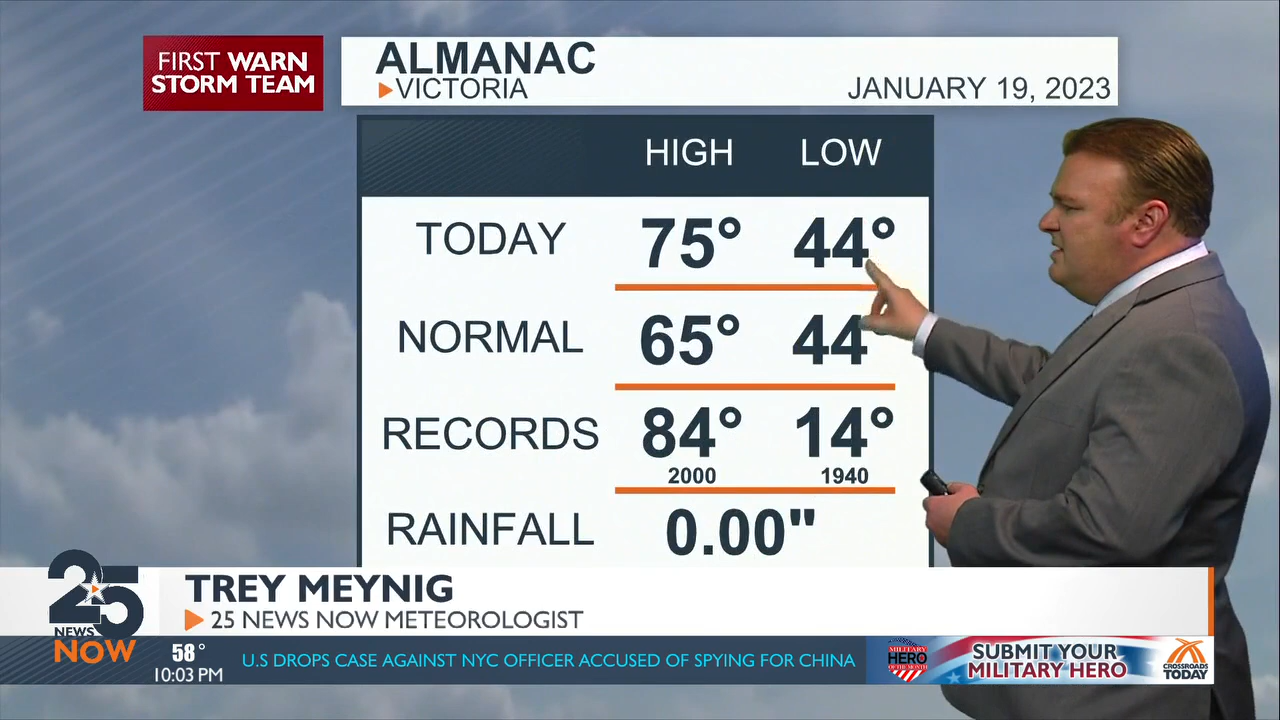 FIRST WARN
STORM TEAM
ALMANAC
VICTORIA
JANUARY 19, 2023
HIGH LOW
TODAY 75° 44°
NORMAL 65° 44
RECORDS 84° 14°
2000 1940
RAINFALL 0.00"
25
NEWS
NOW
TREY MEYNIG
25 NEWS NOW METEOROLOGIST
58°
10:03 PM
U.S DROPS CASE AGAINST NYC OFFICER ACCUSED OF SPYING FOR CHINA
MILITARY
HERO
OF THE MONTH
SUBMIT YOUR
MILITARY HERO
CROSSROADS
TODAY